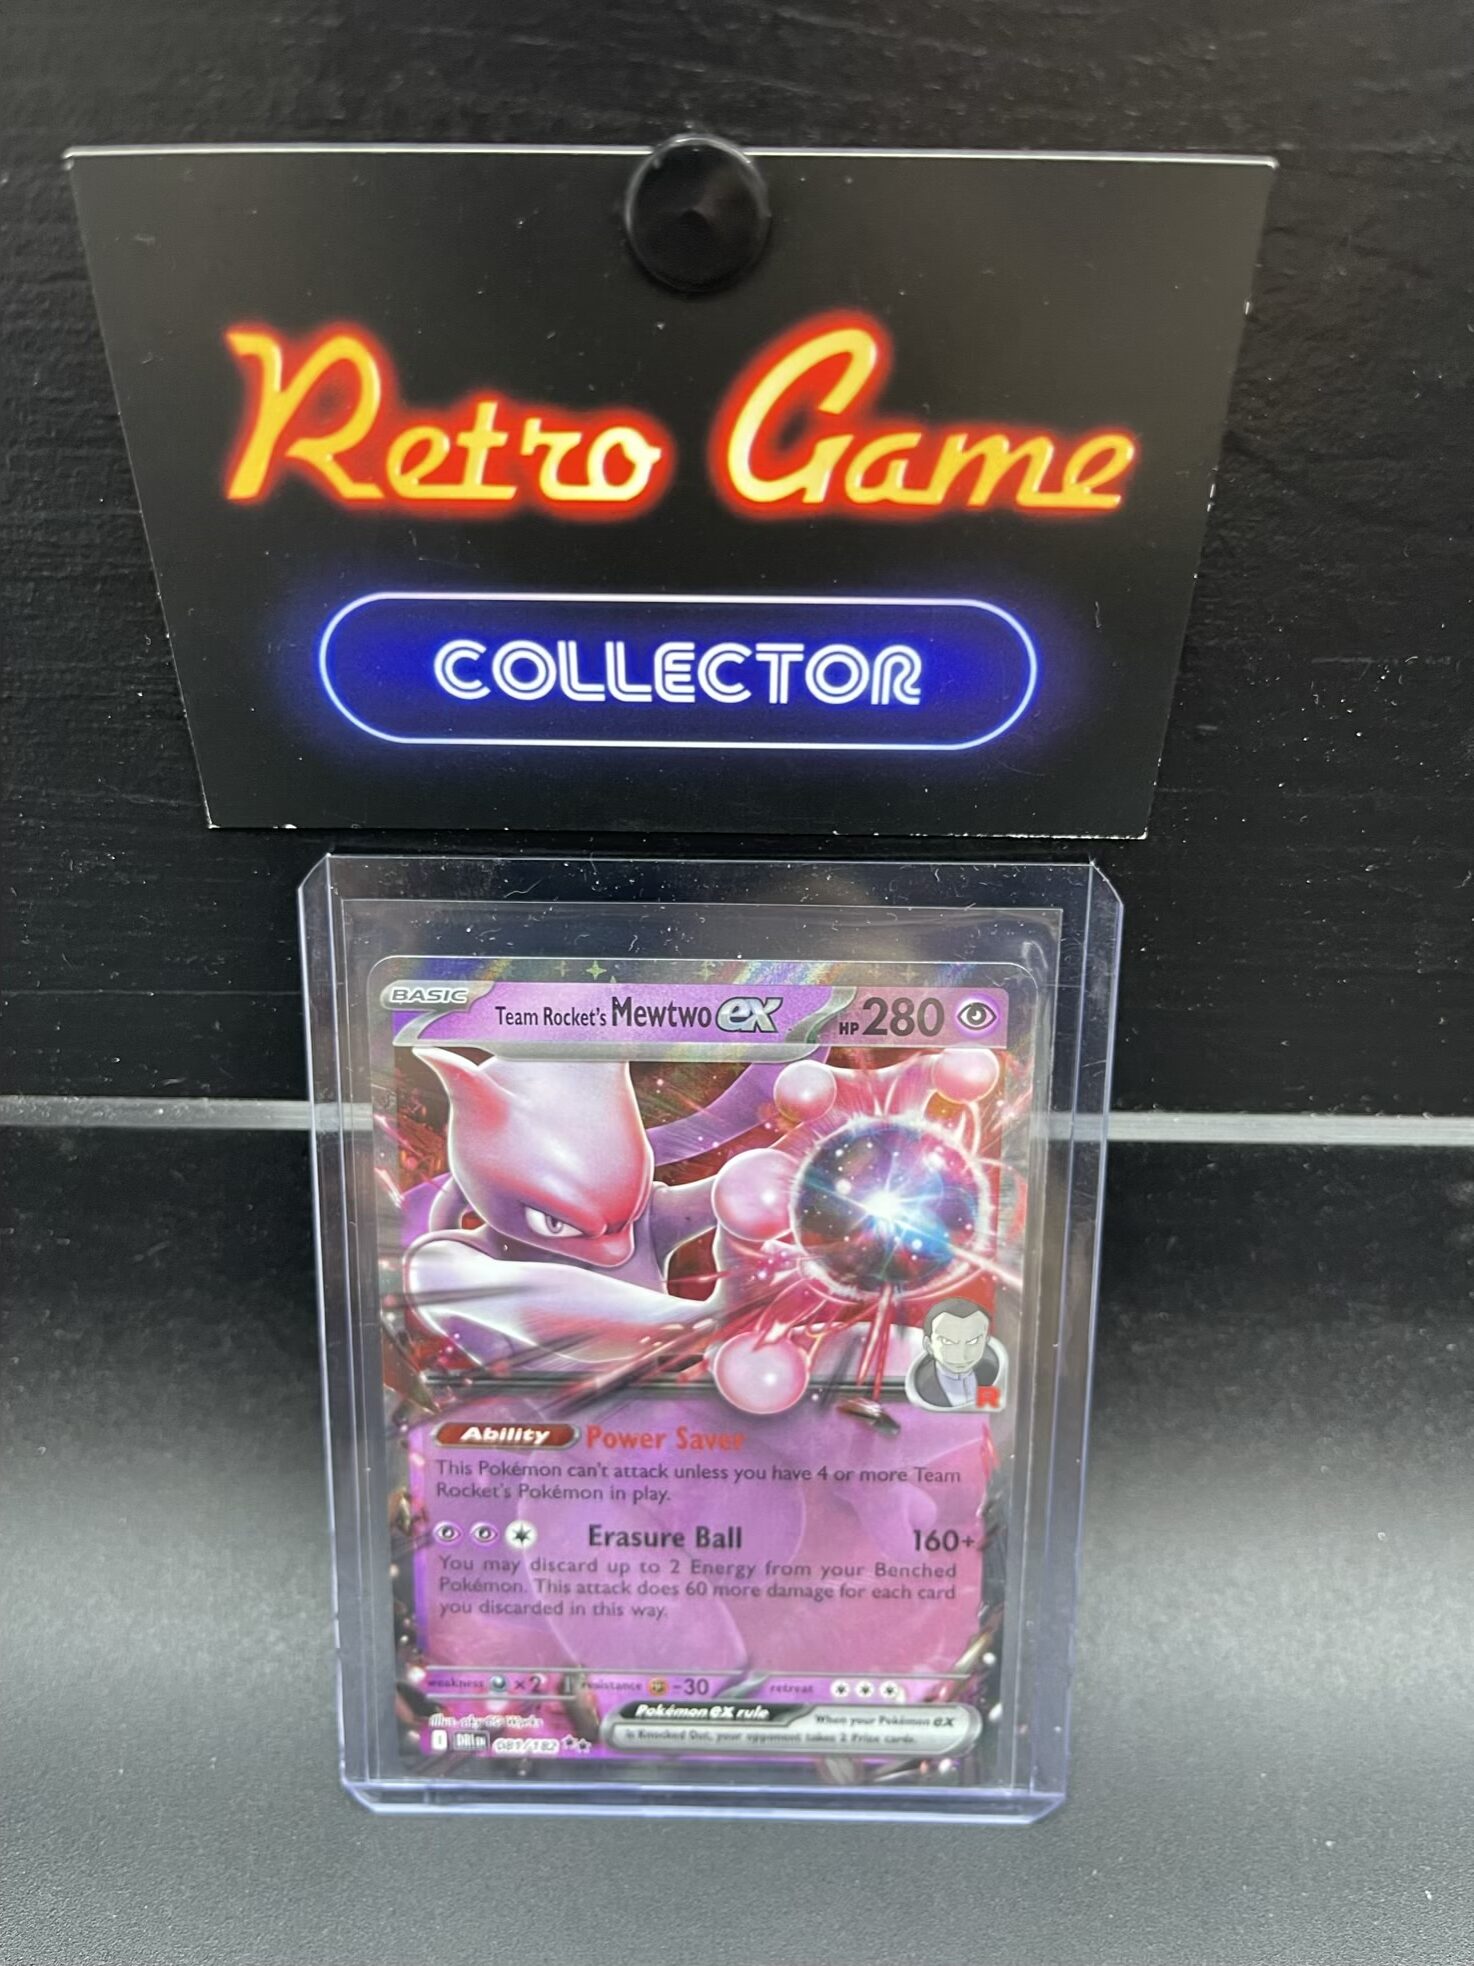 Retro Game
COLLECTOR
BASIC
Team Rocket's Mewtwo ex
HP 280
R
Ability Power Saver
This Pokémon can't attack unless you have 4 or more Team
Rocket's Pokémon in play.
Erasure Ball 160+
You may discard up to 2 Energy from your Benched
Pokémon. This attack does 60 more damage for each card
you discarded in this way.
weakness ×2 resistance -30 retreat
Pokémon ex rule When your Pokémon ex
is Knocked Out, your opponent takes 2 Prize cards.
I DRI EN 081/182